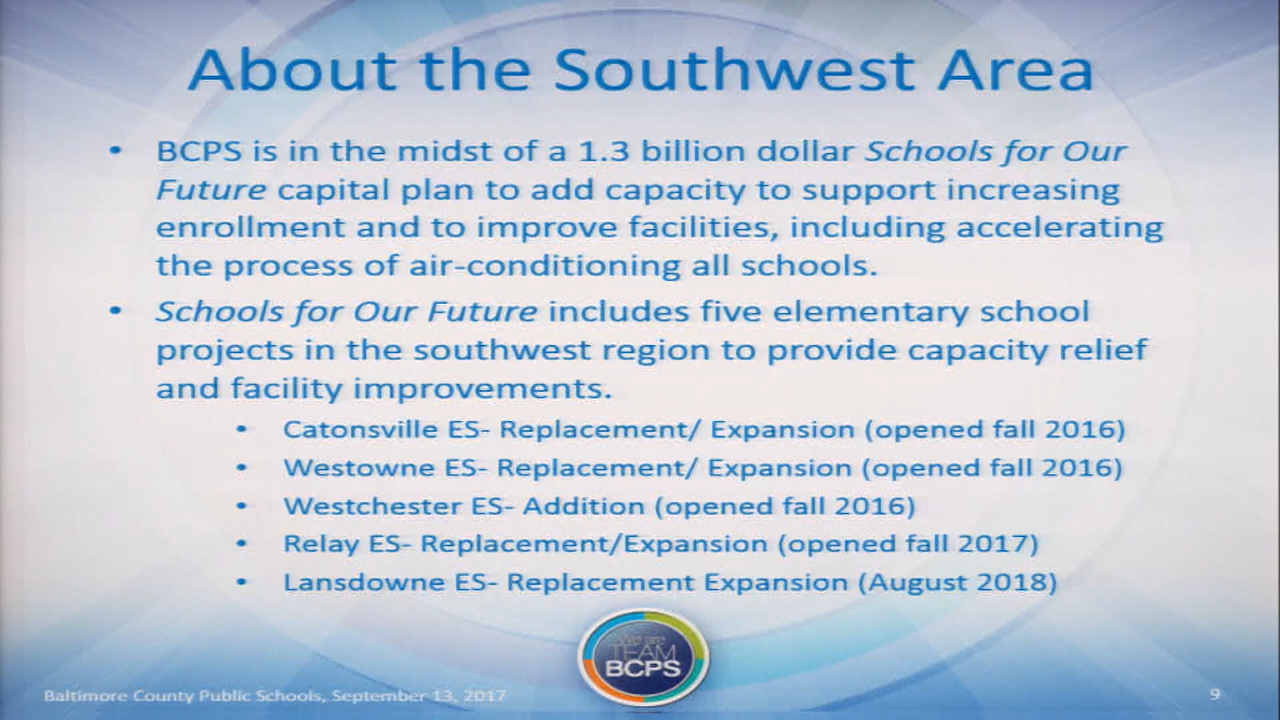 About the Southwest Area
• BCPS is in the midst of a 1.3 billion dollar Schools for Our
Future capital plan to add capacity to support increasing
enrollment and to improve facilities, including accelerating
the process of air-conditioning all schools.
• Schools for Our Future includes five elementary school
projects in the southwest region to provide capacity relief
and facility improvements.
• Catonsville ES- Replacement/ Expansion (opened fall 2016)
• Westowne ES- Replacement/ Expansion (opened fall 2016)
• Westchester ES- Addition (opened fall 2016)
• Relay ES- Replacement/Expansion (opened fall 2017)
• Lansdowne ES- Replacement Expansion (August 2018)
We are
TEAM
BCPS
Baltimore County Public Schools, September 13, 2017
9